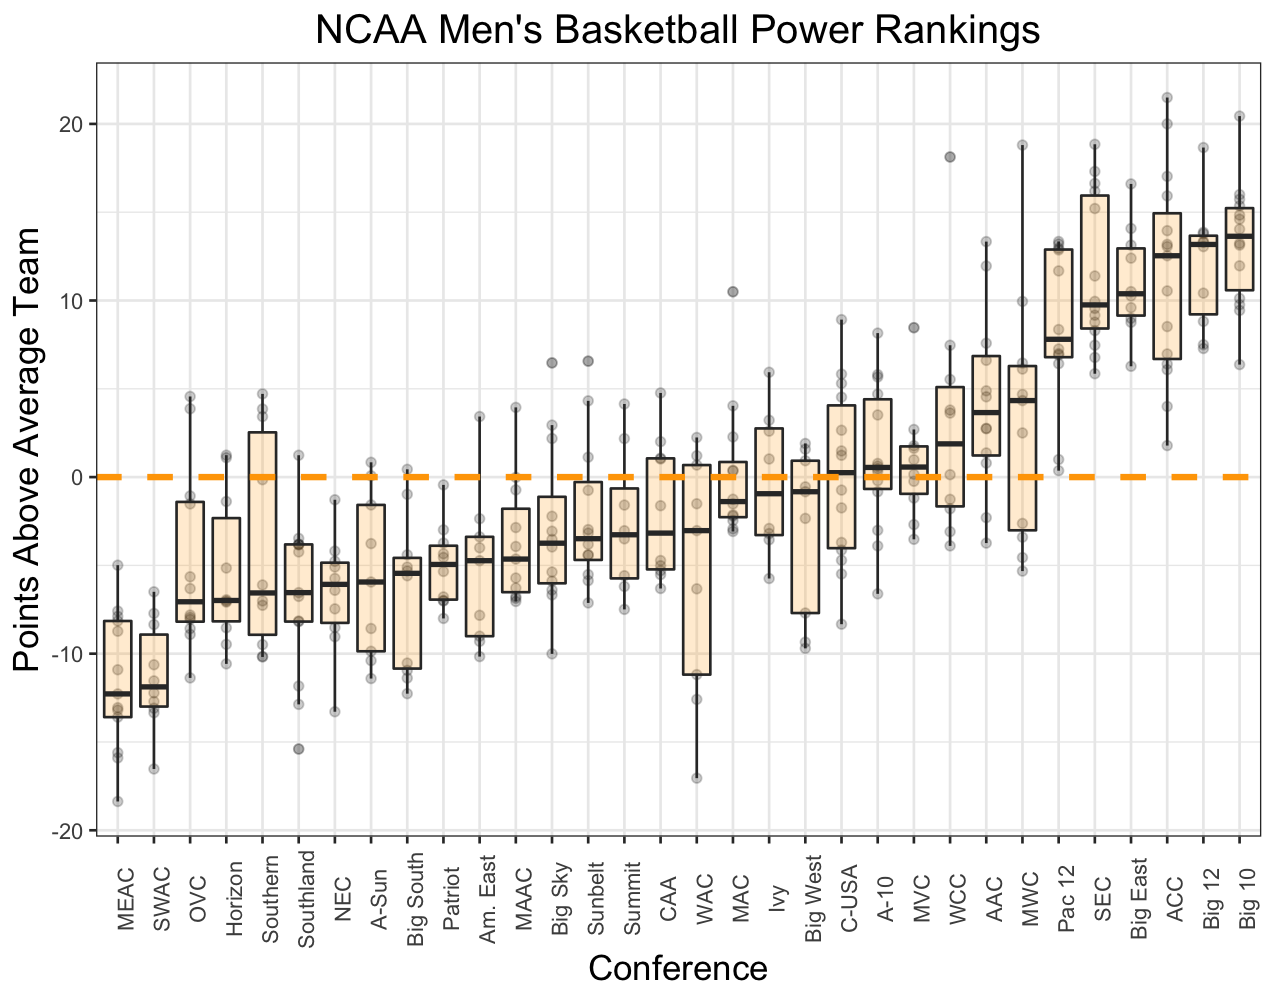 NCAA Men's Basketball Power Rankings
Points Above Average Team
20
10
0
-10
-20
MEAC
SWAC
OVC
Horizon
Southern
Southland
NEC
A-Sun
Big South
Patriot
Am. East
MAAC
Big Sky
Sunbelt
Summit
CAA
WAC
MAC
Ivy
Big West
C-USA
A-10
MVC
WCC
AAC
MWC
Pac 12
SEC
Big East
ACC
Big 12
Big 10
Conference